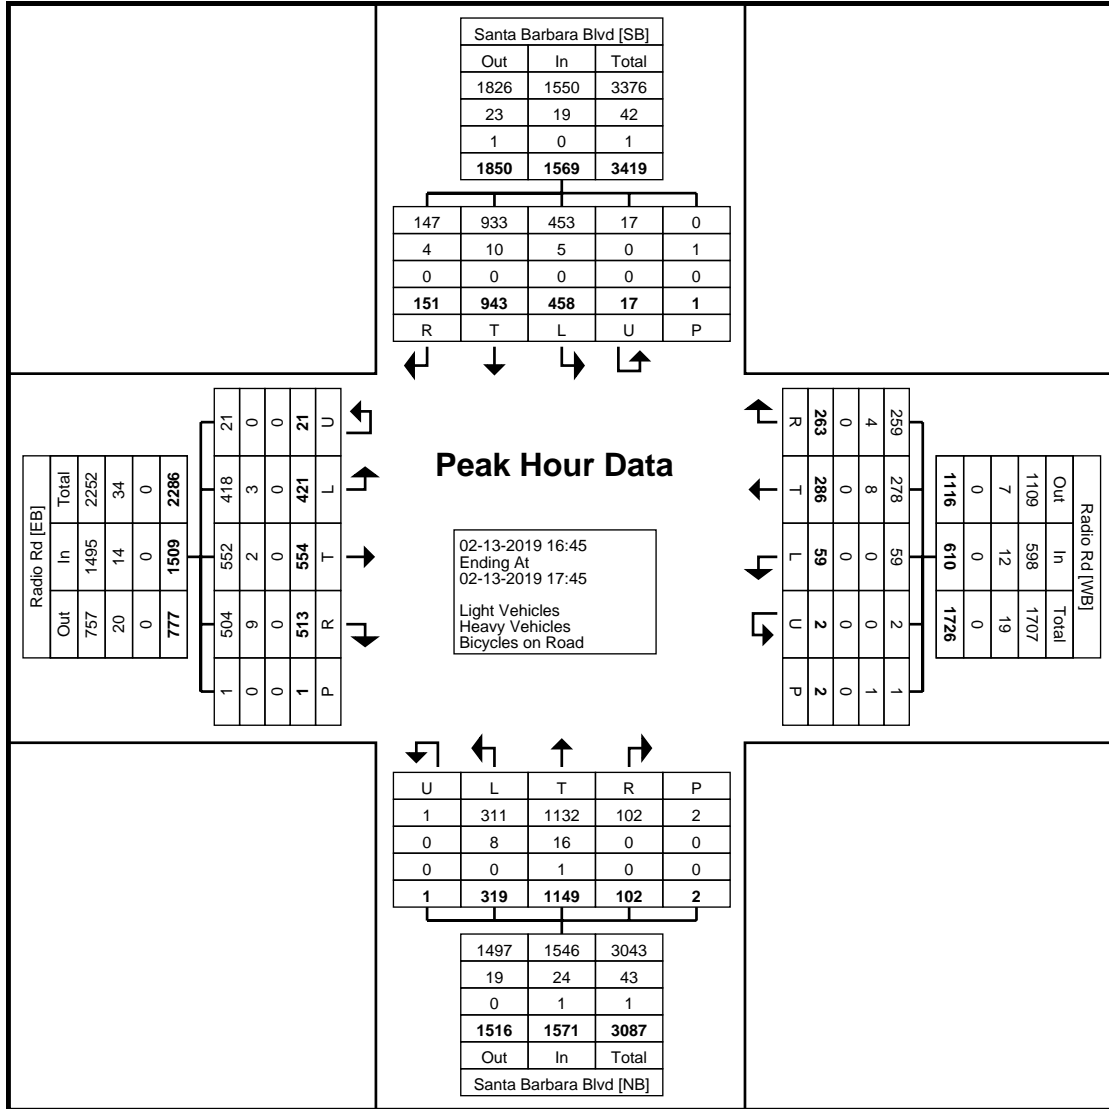 Santa Barbara Blvd [SB]
Out In Total
1826 1550 3376
23 19 42
1 0 1
1850 1569 3419
147 933 453 17 0
4 10 5 0 1
0 0 0 0 0
151 943 458 17 1
R T L U P
Radio Rd [EB]
Total In Out
2252 1495 757
34 14 20
0 0 0
2286 1509 777
21 418 552 504 1
0 3 2 9 0
0 0 0 0 0
21 421 554 513 1
U L T R P
Peak Hour Data
02-13-2019 16:45
Ending At
02-13-2019 17:45
Light Vehicles
Heavy Vehicles
Bicycles on Road
R T L U P
263 286 59 2 2
0 0 0 0 0
4 8 0 0 1
259 278 59 2 1
Radio Rd [WB]
Out In Total
1109 598 1707
7 12 19
0 0 0
1116 610 1726
U L T R P
1 311 1132 102 2
0 8 16 0 0
0 0 1 0 0
1 319 1149 102 2
1497 1546 3043
19 24 43
0 1 1
1516 1571 3087
Out In Total
Santa Barbara Blvd [NB]